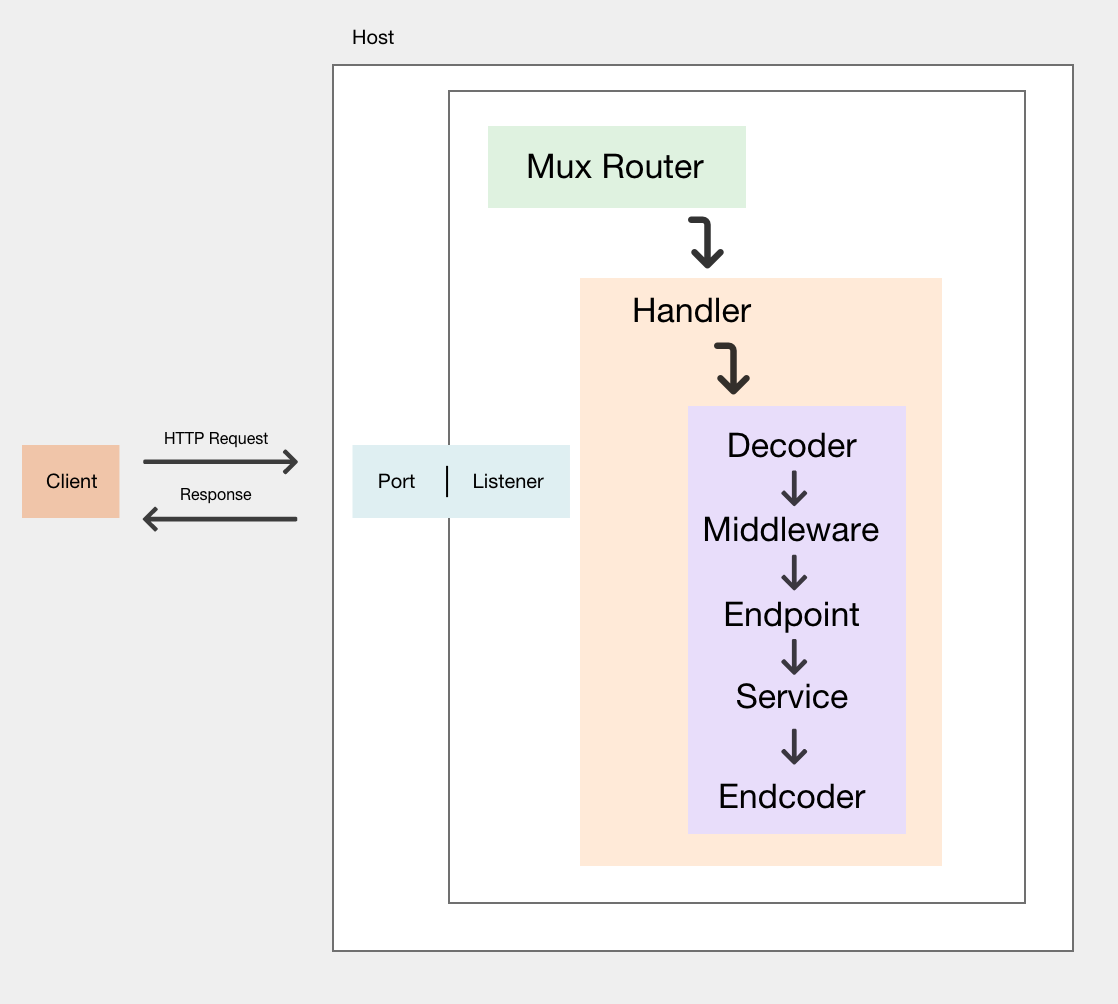 Host
Mux Router
Handler
Decoder
Middleware
Endpoint
Service
Endcoder
HTTP Request
Client
Response
Port | Listener